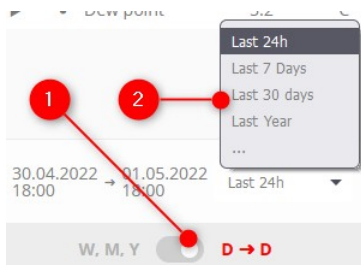 Dew point 3.2 °C
Last 24h
Last 7 Days
Last 30 days
Last Year
...
1
2
30.04.2022 → 01.05.2022
18:00 18:00
Last 24h
W, M, Y D → D